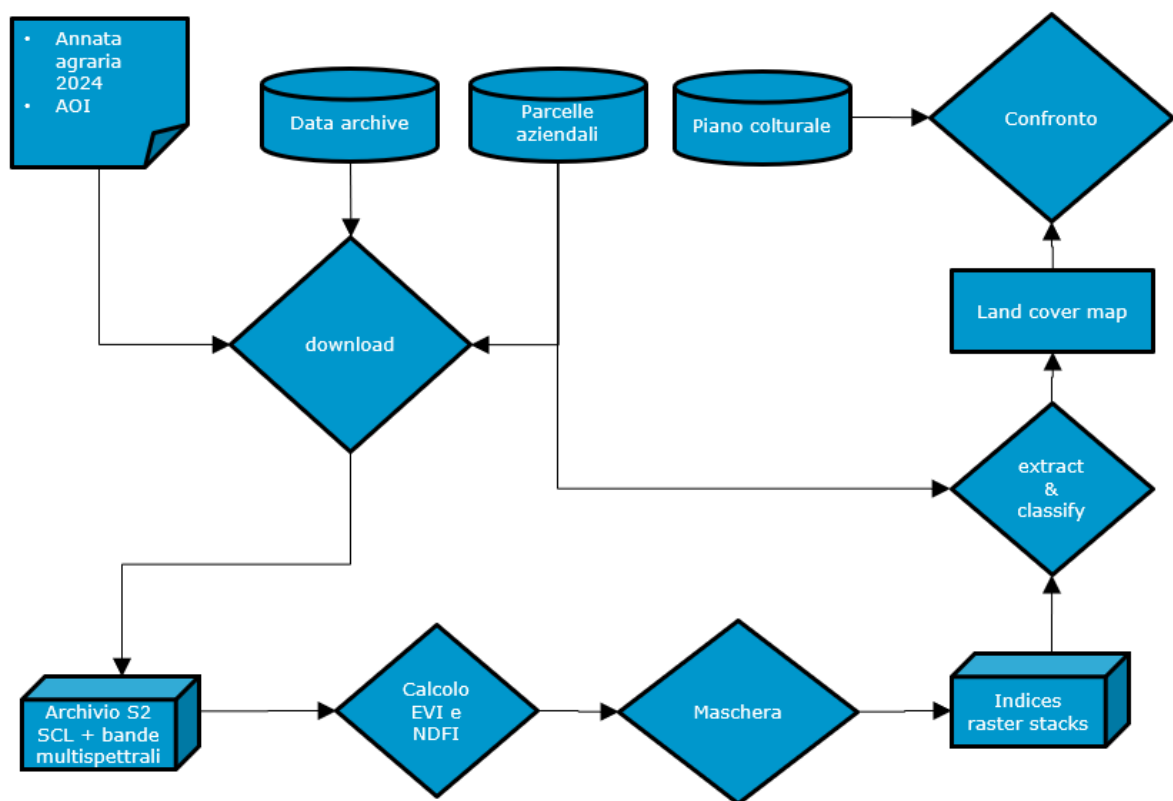 • Annata
agraria
2024
• AOI
Data archive
Parcelle
aziendali
Piano colturale
Confronto
download
Land cover map
extract
&
classify
Archivio S2
SCL + bande
multispettrali
Calcolo
EVI e
NDFI
Maschera
Indices
raster stacks